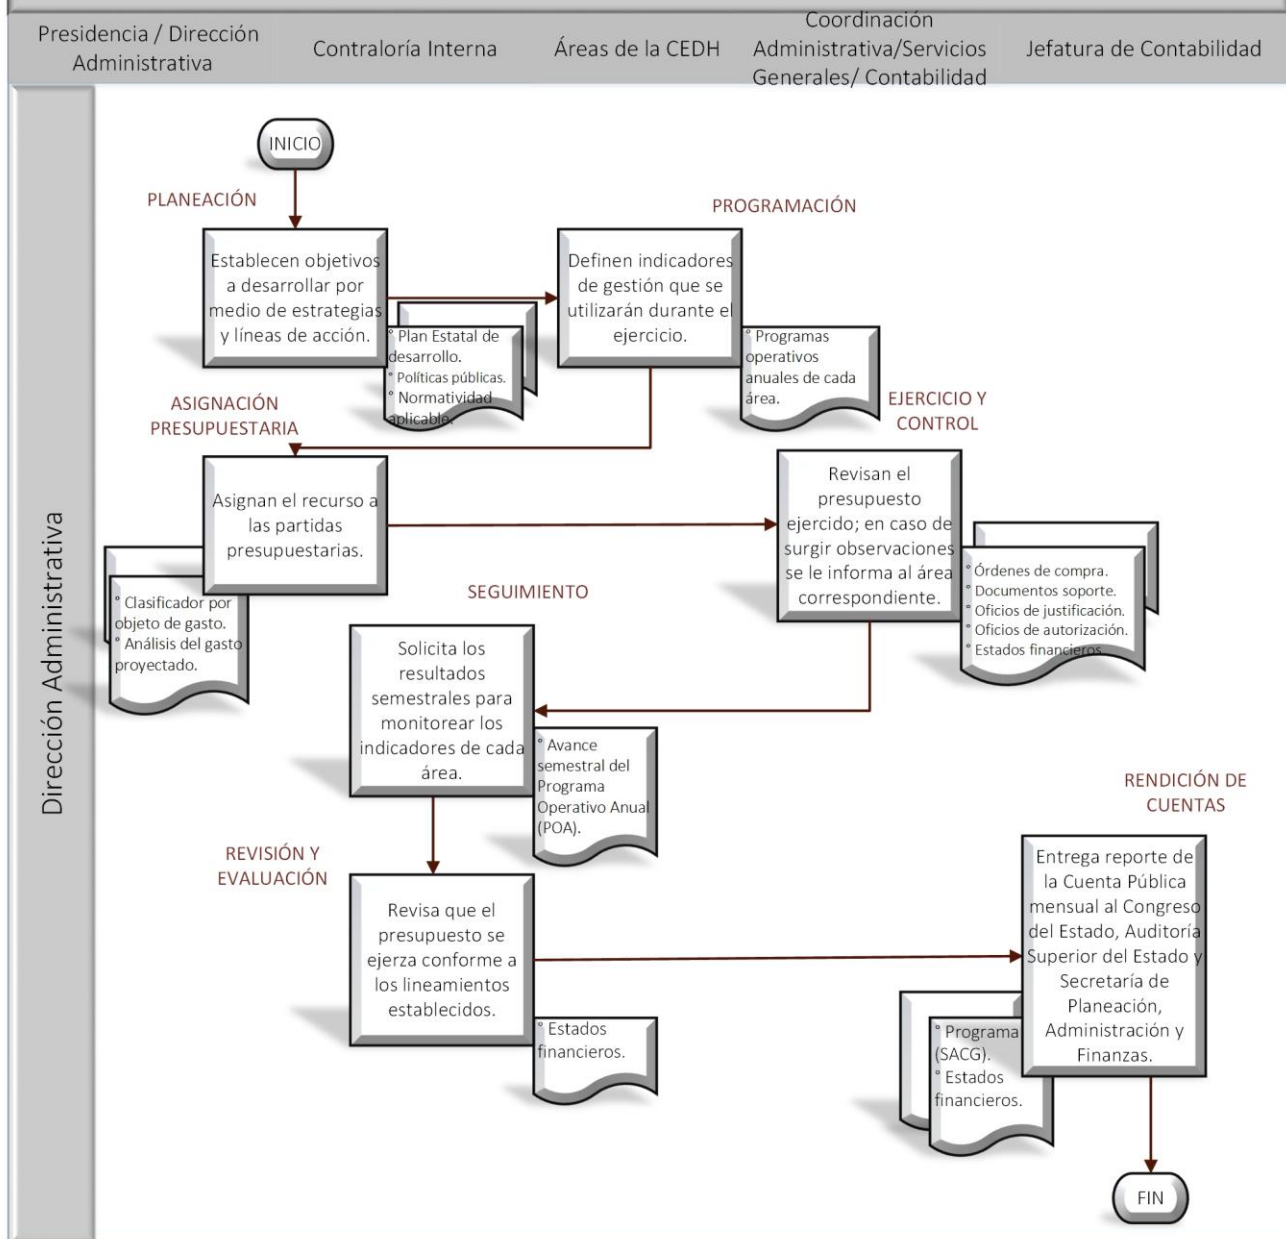 Presidencia / Dirección
Administrativa
Contraloría Interna
Áreas de la CEDH
Coordinación
Administrativa/Servicios
Generales/ Contabilidad
Jefatura de Contabilidad
Dirección Administrativa
INICIO
PLANEACIÓN
Establecen objetivos
a desarrollar por
medio de estrategias
y líneas de acción.
° Plan Estatal de
desarrollo.
° Políticas públicas.
° Normatividad
aplicable.
PROGRAMACIÓN
Definen indicadores
de gestión que se
utilizarán durante el
ejercicio.
° Programas
operativos
anuales de cada
área.
ASIGNACIÓN
PRESUPUESTARIA
Asignan el recurso a
las partidas
presupuestarias.
° Clasificador por
objeto de gasto.
° Análisis del gasto
proyectado.
EJERCICIO Y
CONTROL
Revisan el
presupuesto
ejercido; en caso de
surgir observaciones
se le informa al área
correspondiente.
° Órdenes de compra.
° Documentos soporte.
° Oficios de justificación.
° Oficios de autorización.
° Estados financieros
SEGUIMIENTO
Solicita los
resultados
semestrales para
monitorear los
indicadores de cada
área.
° Avance
semestral del
Programa
Operativo Anual
(POA).
REVISIÓN Y
EVALUACIÓN
Revisa que el
presupuesto se
ejerza conforme a
los lineamientos
establecidos.
° Estados
financieros.
RENDICIÓN DE
CUENTAS
Entrega reporte de
la Cuenta Pública
mensual al Congreso
del Estado, Auditoría
Superior del Estado y
Secretaría de
Planeación,
Administración y
Finanzas.
° Programa
(SACG).
° Estados
financieros.
FIN